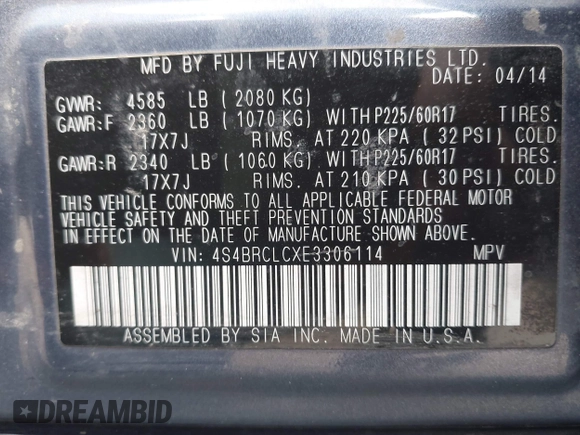 MFD BY FUJI HEAVY INDUSTRIES LTD.
DATE: 04/14
GVWR: 4585 LB (2080 KG)
GAWR:F 2360 LB (1070 KG) WITH P225/60R17 TIRES.
17X7J RIMS. AT 220 KPA (32 PSI) COLD
GAWR:R 2340 LB (1060 KG) WITH P225/60R17 TIRES.
17X7J RIMS. AT 210 KPA (30 PSI) COLD
THIS VEHICLE CONFORMS TO ALL APPLICABLE FEDERAL MOTOR
VEHICLE SAFETY AND THEFT PREVENTION STANDARDS
IN EFFECT ON THE DATE OF MANUFACTURE SHOWN ABOVE.
VIN: 4S4BRCLCXE3306114 MPV
ASSEMBLED BY SIA INC. MADE IN U.S.A.
DREAMBID